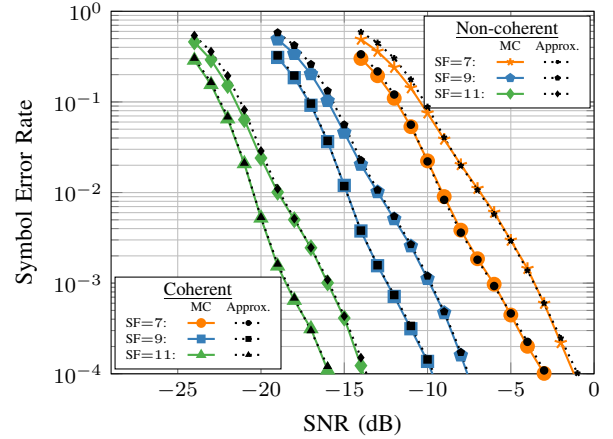 Symbol Error Rate
10⁰
10⁻¹
10⁻²
10⁻³
10⁻⁴
Non-coherent
MC Approx.
SF=7:
SF=9:
SF=11:
Coherent
MC Approx.
SF=7:
SF=9:
SF=11:
−25 −20 −15 −10 −5 0
SNR (dB)